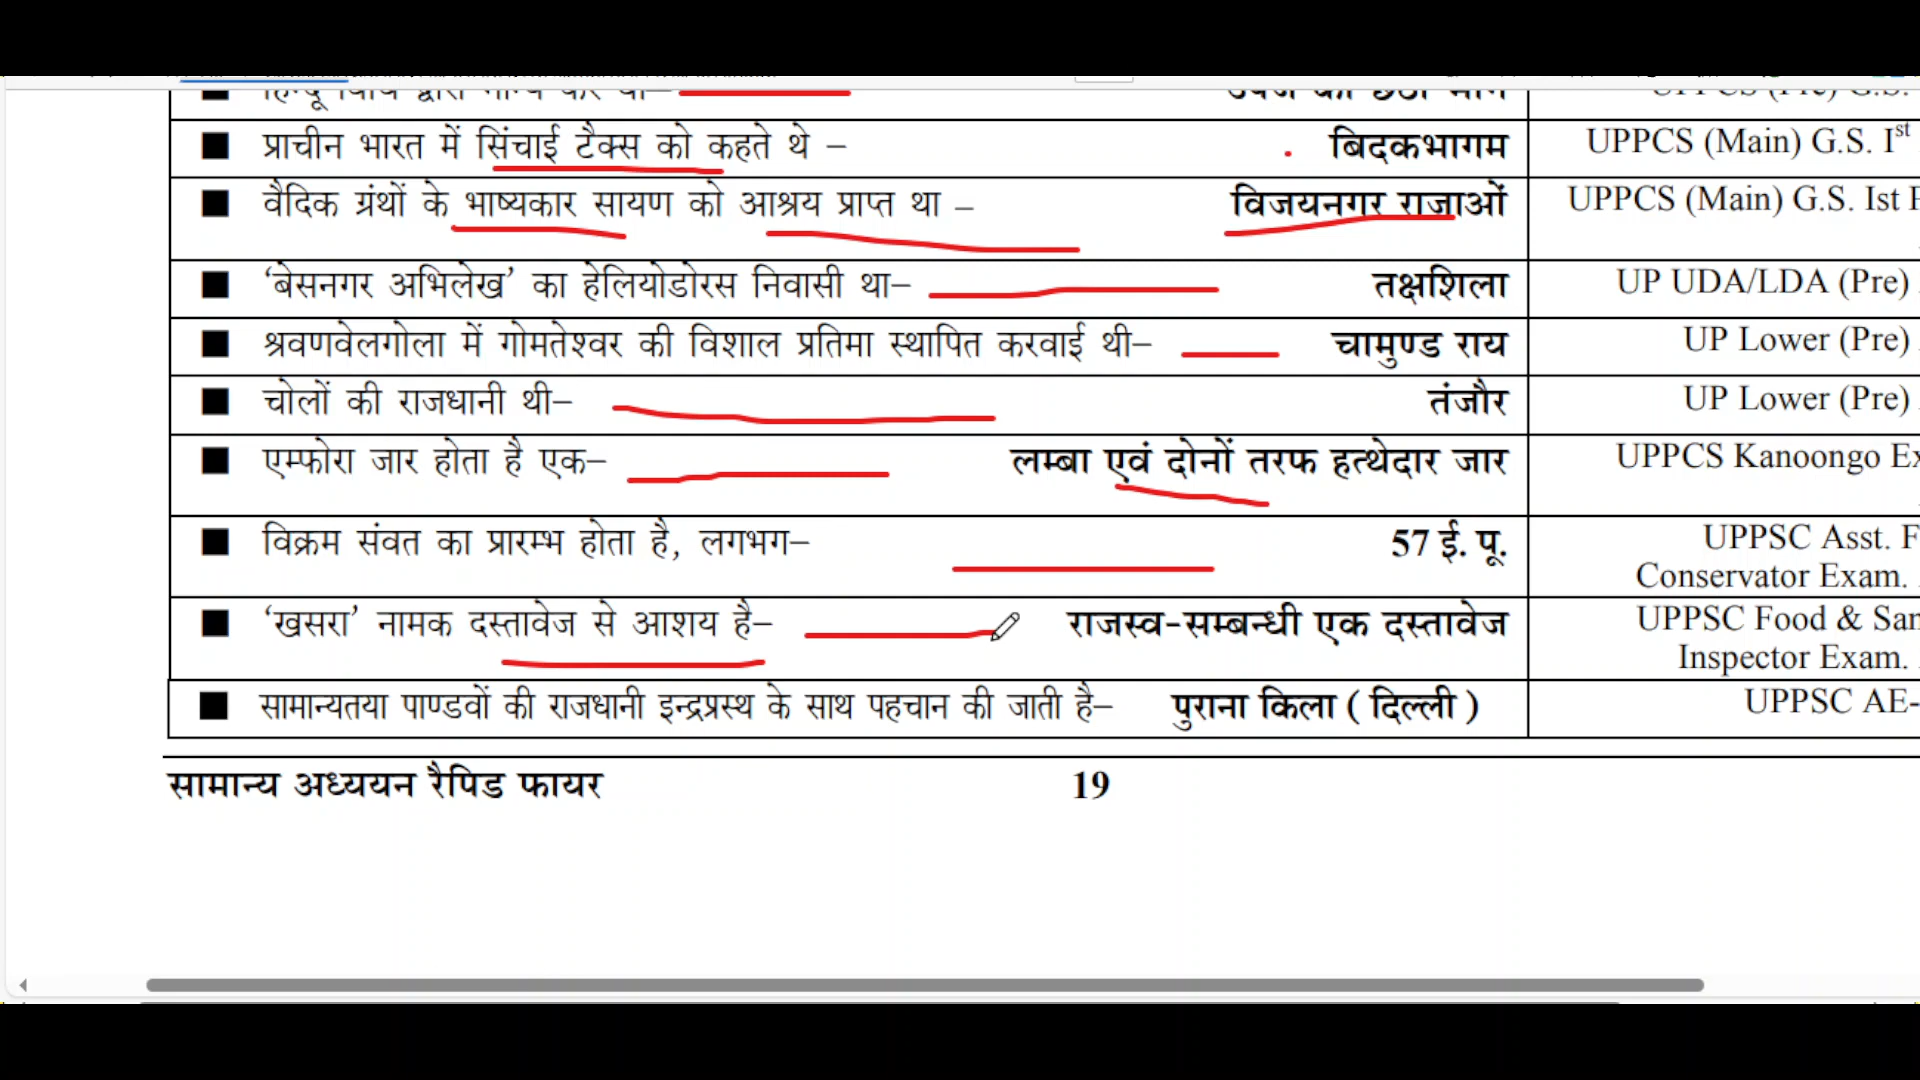 ■ प्राचीन भारत में सिंचाई टैक्स को कहते थे – बिदकभागम UPPCS (Main) G.S. Ist
■ वैदिक ग्रंथों के भाष्यकार सायण को आश्रय प्राप्त था – विजयनगर राजाओं UPPCS (Main) G.S. Ist
■ ‘बेसनगर अभिलेख’ का हेलियोडोरस निवासी था– तक्षशिला UP UDA/LDA (Pre)
■ श्रवणवेलगोला में गोमतेश्वर की विशाल प्रतिमा स्थापित करवाई थी– चामुण्ड राय UP Lower (Pre)
■ चोलों की राजधानी थी– तंजौर UP Lower (Pre)
■ एम्फोरा जार होता है एक– लम्बा एवं दोनों तरफ हत्थेदार जार UPPCS Kanoongo
■ विक्रम संवत का प्रारम्भ होता है, लगभग– 57 ई. पू. UPPSC Asst.
Conservator Exam.
■ ‘खसरा’ नामक दस्तावेज से आशय है– राजस्व-सम्बन्धी एक दस्तावेज UPPSC Food &
Inspector Exam.
■ सामान्यतया पाण्डवों की राजधानी इन्द्रप्रस्थ के साथ पहचान की जाती है– पुराना किला ( दिल्ली ) UPPSC AE-
सामान्य अध्ययन रैपिड फायर 19